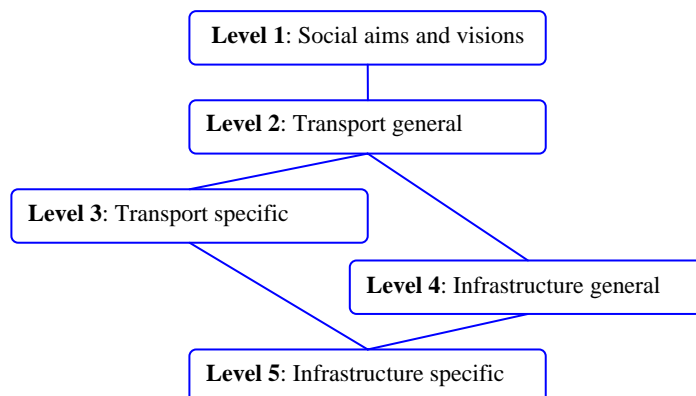 Level 1: Social aims and visions
Level 2: Transport general
Level 3: Transport specific
Level 4: Infrastructure general
Level 5: Infrastructure specific